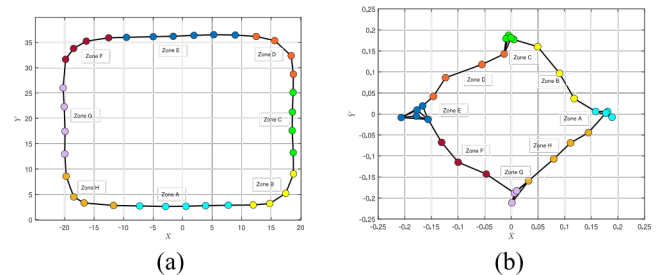 35
30
25
20
15
10
5
0
Y
-20 -15 -10 -5 0 5 10 15 20
X
Zone F
Zone E
Zone D
Zone G
Zone C
Zone H
Zone A
Zone B
(a)
0,25
0,2
0,15
0,1
0,05
0
-0,05
-0,1
-0,15
-0,2
-0,25
Ẏ
-0.25 -0.2 -0.15 -0.1 -0.05 0 0.05 0.1 0.15 0.2 0.25
Ẋ
Zone C
Zone B
Zone D
Zone E
Zone A
Zone F
Zone H
Zone G
(b)